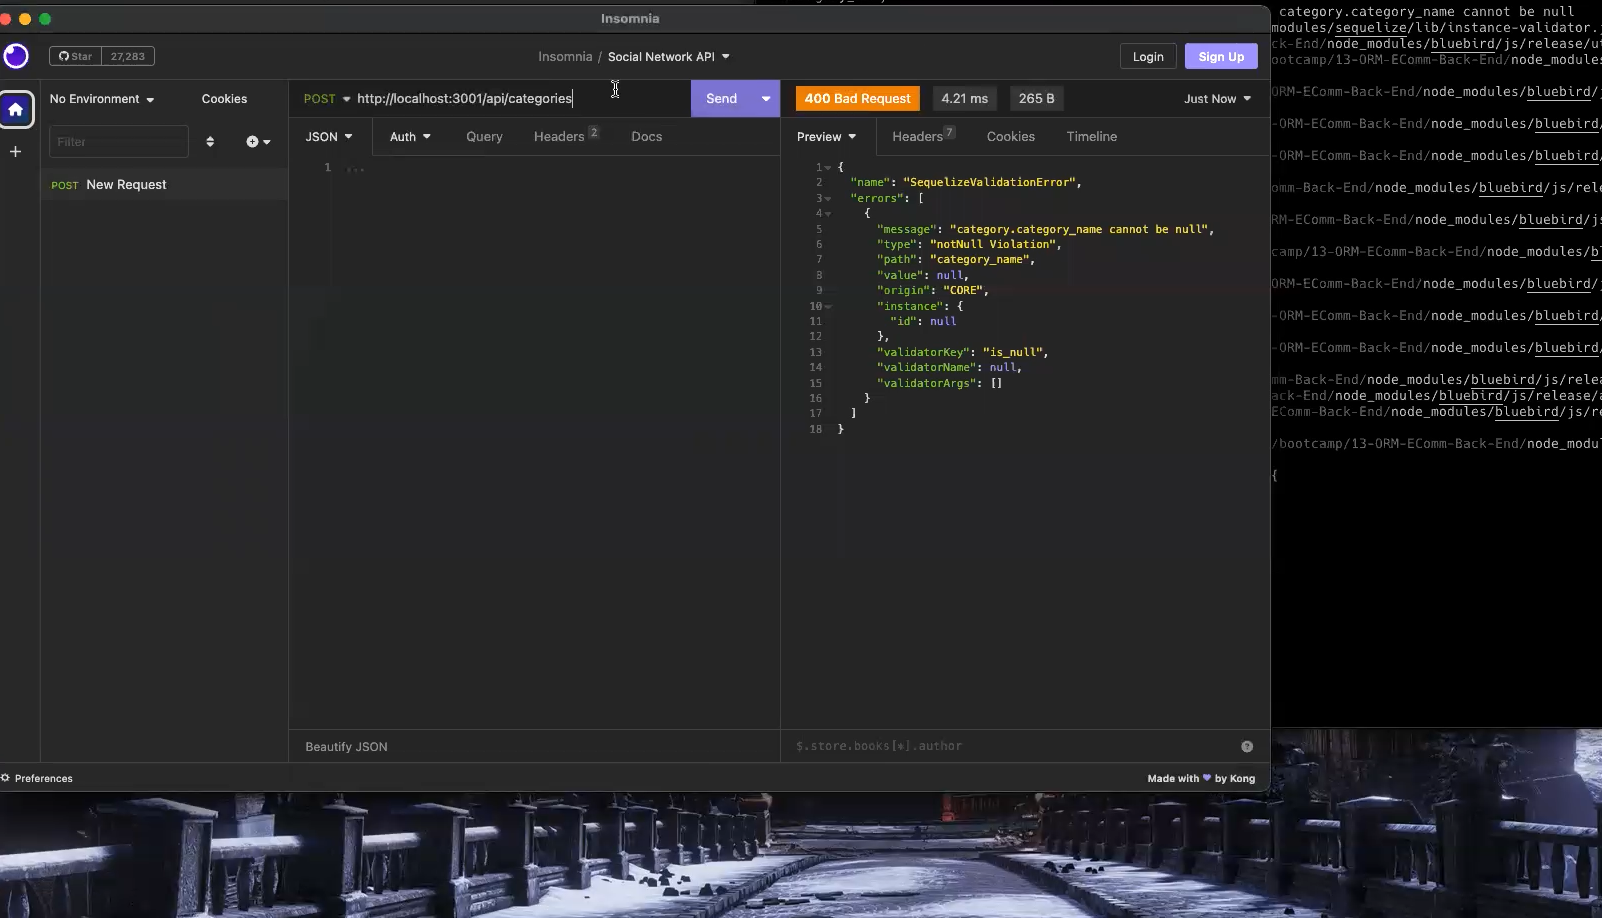 Insomnia
Star 27,283
Insomnia / Social Network API
Login
Sign Up
No Environment
Cookies
POST http://localhost:3001/api/categories
Send
400 Bad Request
4.21 ms
265 B
Just Now
Filter
JSON
Auth
Query
Headers 2
Docs
Preview
Headers 7
Cookies
Timeline
POST New Request
1 ...
1 {
2 "name": "SequelizeValidationError",
3 "errors": [
4 {
5 "message": "category.category_name cannot be null",
6 "type": "notNull Violation",
7 "path": "category_name",
8 "value": null,
9 "origin": "CORE",
10 "instance": {
11 "id": null
12 },
13 "validatorKey": "is_null",
14 "validatorName": null,
15 "validatorArgs": []
16 }
17 ]
18 }
Beautify JSON
$.store.books[*].author
?
Preferences
Made with by Kong
category.category_name cannot be null
modules/sequelize/lib/instance-validator.
ck-End/node_modules/bluebird/js/release/u
ootcamp/13-ORM-EComm-Back-End/node_modules
ORM-EComm-Back-End/node_modules/bluebird/
-ORM-EComm-Back-End/node_modules/bluebird/
-ORM-EComm-Back-End/node_modules/bluebird/
omm-Back-End/node_modules/bluebird/js/rel
RM-EComm-Back-End/node_modules/bluebird/j
camp/13-ORM-EComm-Back-End/node_modules/b
ORM-EComm-Back-End/node_modules/bluebird/
-ORM-EComm-Back-End/node_modules/bluebird/
-ORM-EComm-Back-End/node_modules/bluebird/
mm-Back-End/node_modules/bluebird/js/rele
ack-End/node_modules/bluebird/js/release/
EComm-Back-End/node_modules/bluebird/js/r
/bootcamp/13-ORM-EComm-Back-End/node_modu
{